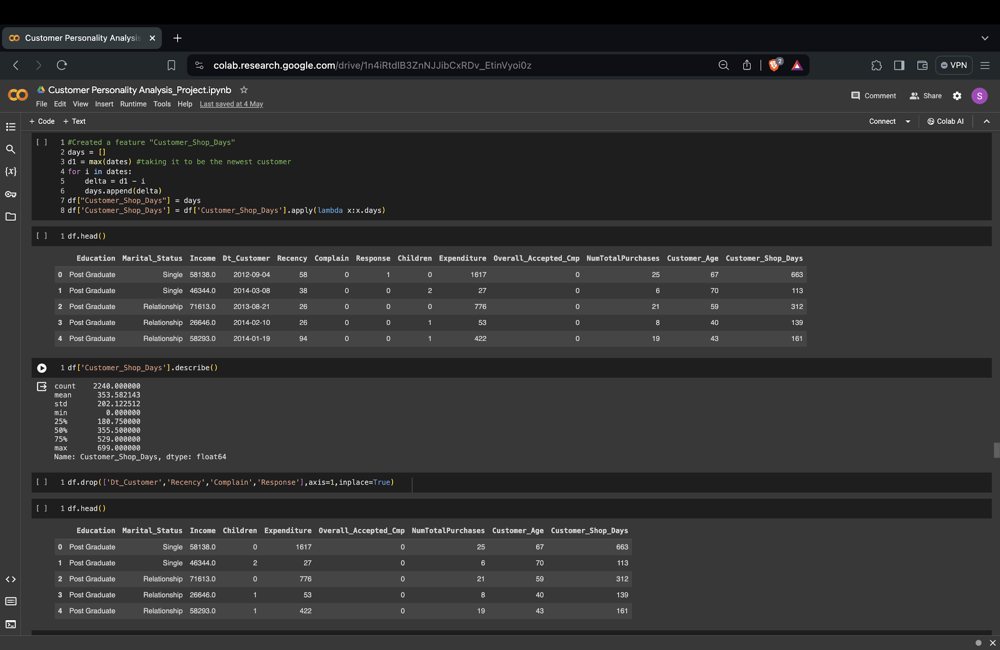 Customer Personality Analysis
colab.research.google.com/drive/1n4iRtdIB3ZnNJJibCxRDv_EtinVyoi0z
2
VPN
Customer Personality Analysis_Project.ipynb
Comment Share S
File Edit View Insert Runtime Tools Help Last saved at 4 May
+ Code + Text
Connect Colab AI
[ ] 1 #Created a feature "Customer_Shop_Days"
2 days = []
3 d1 = max(dates) #taking it to be the newest customer
4 for i in dates:
5 delta = d1 - i
6 days.append(delta)
7 df["Customer_Shop_Days"] = days
8 df['Customer_Shop_Days'] = df['Customer_Shop_Days'].apply(lambda x:x.days)
[ ] 1 df.head()
Education Marital_Status Income Dt_Customer Recency Complain Response Children Expenditure Overall_Accepted_Cmp NumTotalPurchases Customer_Age Customer_Shop_Days
0 Post Graduate Single 58138.0 2012-09-04 58 0 1 0 1617 0 25 67 663
1 Post Graduate Single 46344.0 2014-03-08 38 0 0 2 27 0 6 70 113
2 Post Graduate Relationship 71613.0 2013-08-21 26 0 0 0 776 0 21 59 312
3 Post Graduate Relationship 26646.0 2014-02-10 26 0 0 1 53 0 8 40 139
4 Post Graduate Relationship 58293.0 2014-01-19 94 0 0 1 422 0 19 43 161
1 df['Customer_Shop_Days'].describe()
count 2240.000000
mean 353.582143
std 202.122512
min 0.000000
25% 180.750000
50% 355.500000
75% 529.000000
max 699.000000
Name: Customer_Shop_Days, dtype: float64
[ ] 1 df.drop(['Dt_Customer','Recency','Complain','Response'],axis=1,inplace=True)
[ ] 1 df.head()
Education Marital_Status Income Children Expenditure Overall_Accepted_Cmp NumTotalPurchases Customer_Age Customer_Shop_Days
0 Post Graduate Single 58138.0 0 1617 0 25 67 663
1 Post Graduate Single 46344.0 2 27 0 6 70 113
2 Post Graduate Relationship 71613.0 0 776 0 21 59 312
3 Post Graduate Relationship 26646.0 1 53 0 8 40 139
4 Post Graduate Relationship 58293.0 1 422 0 19 43 161